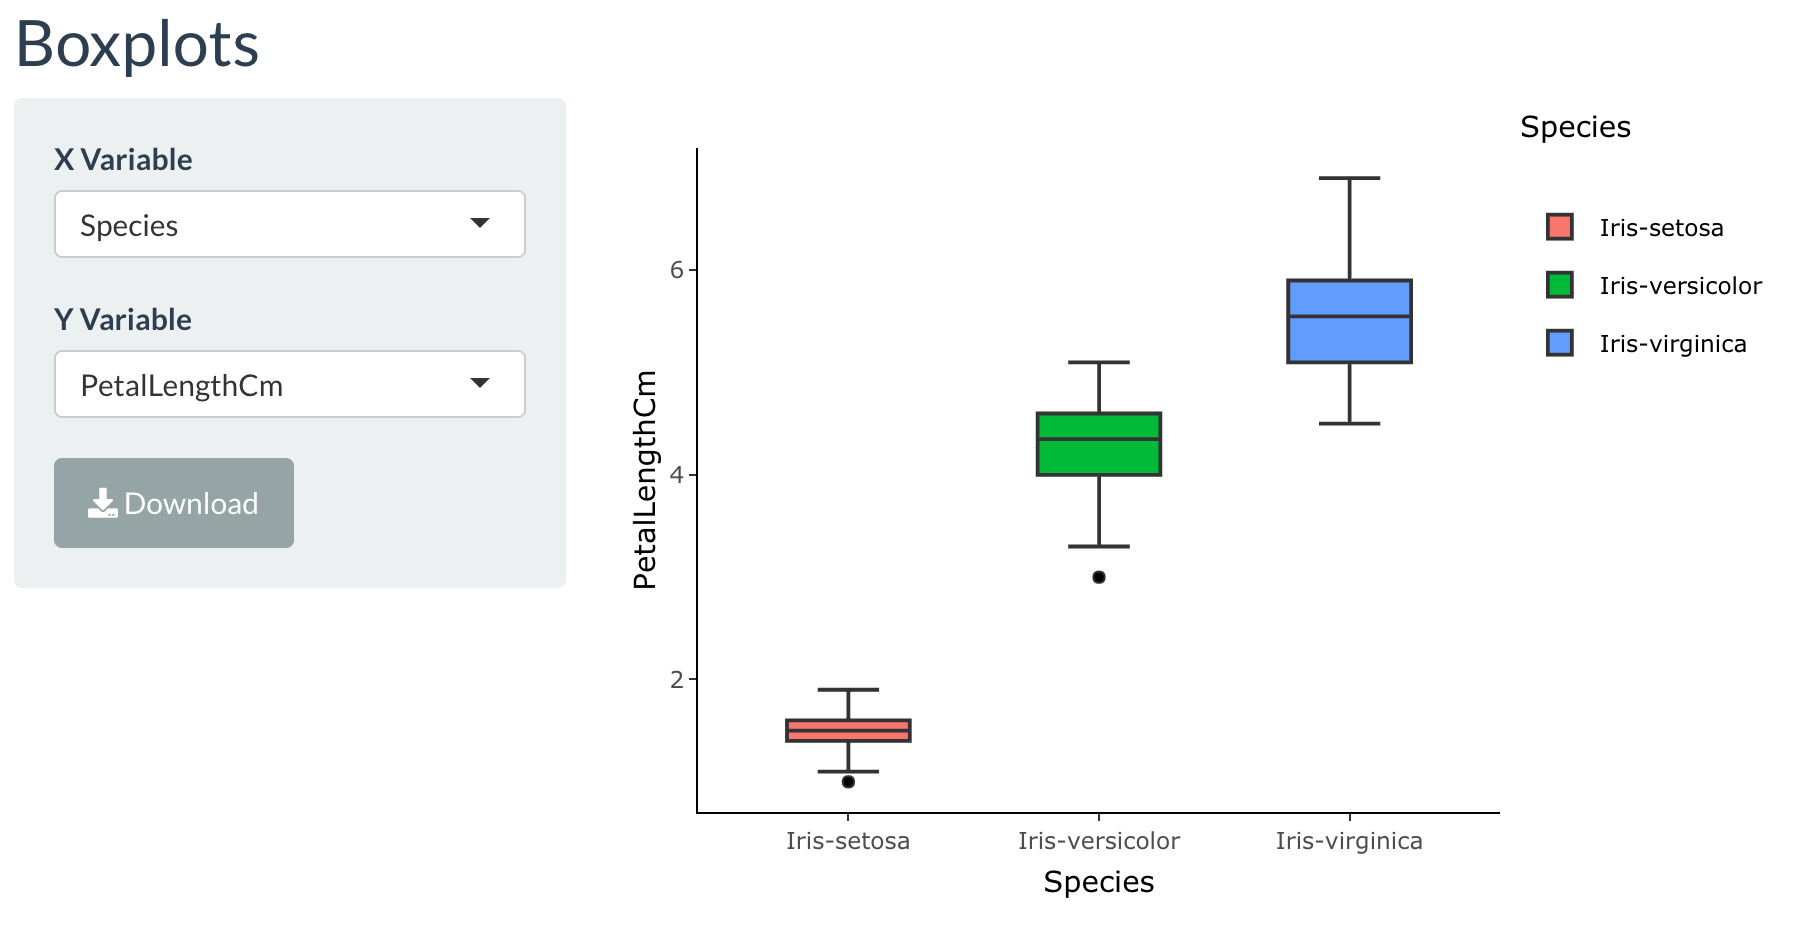 Boxplots
X Variable
Species
Y Variable
PetalLengthCm
Download
PetalLengthCm
6
4
2
Iris-setosa
Iris-versicolor
Iris-virginica
Species
Species
Iris-setosa
Iris-versicolor
Iris-virginica